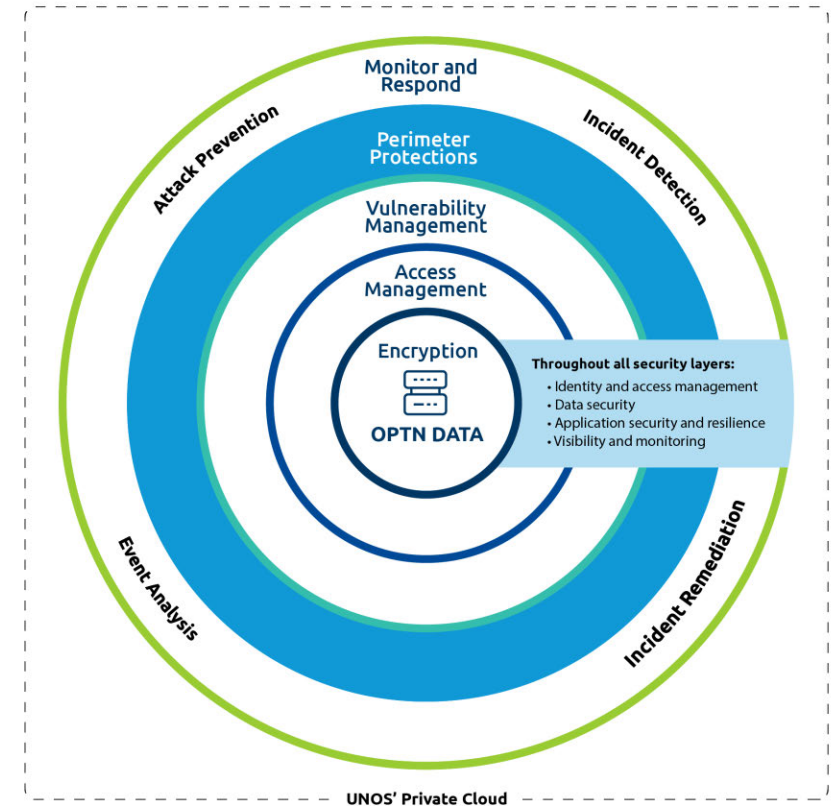 Monitor and
Respond
Attack Prevention
Incident Detection
Perimeter
Protections
Vulnerability
Management
Access
Management
Encryption
OPTN DATA
Throughout all security layers:
• Identity and access management
• Data security
• Application security and resilience
• Visibility and monitoring
Event Analysis
Incident Remediation
UNOS’ Private Cloud